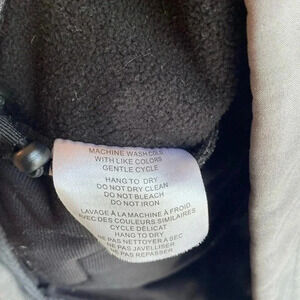 MACHINE WASH COLD
WITH LIKE COLORS
GENTLE CYCLE
HANG TO DRY
DO NOT DRY CLEAN
DO NOT BLEACH
DO NOT IRON
LAVAGE À LA MACHINE À FROID
AVEC DES COULEURS SIMILAIRES
CYCLE DÉLICAT
HANG TO DRY
NE PAS NETTOYER À SEC
NE PAS JAVELLISER
NE PAS REPASSER